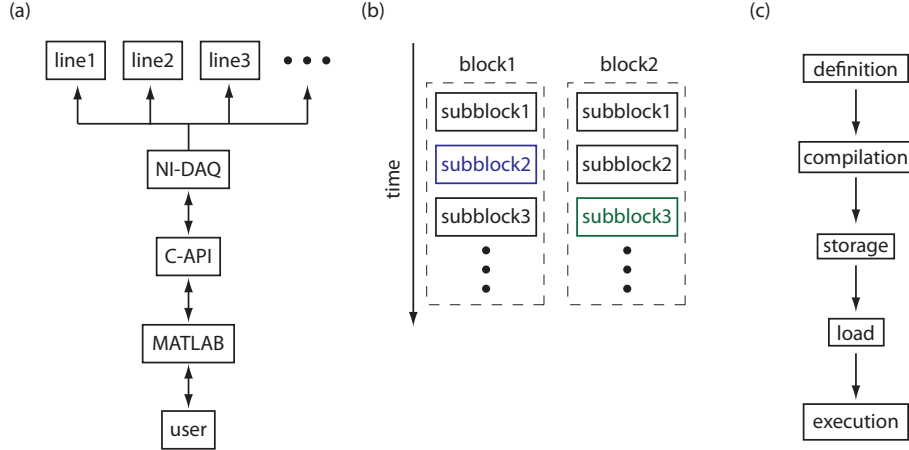 (a)
line1 line2 line3
NI-DAQ
C-API
MATLAB
user
(b)
time
block1 block2
subblock1 subblock1
subblock2 subblock2
subblock3 subblock3
(c)
definition
compilation
storage
load
execution